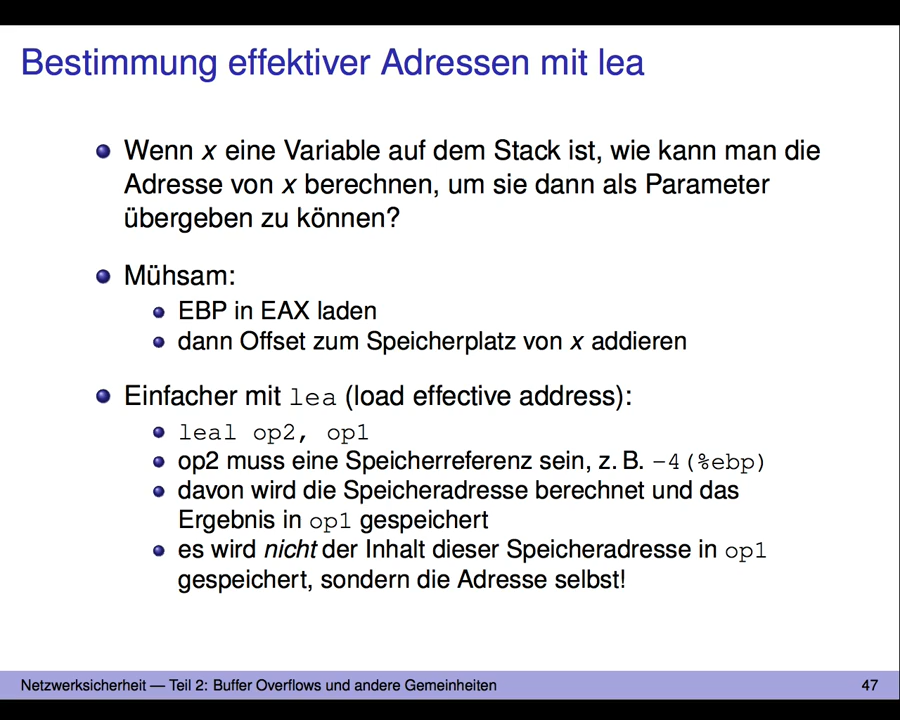 Bestimmung effektiver Adressen mit lea
Wenn x eine Variable auf dem Stack ist, wie kann man die
Adresse von x berechnen, um sie dann als Parameter
übergeben zu können?
Mühsam:
EBP in EAX laden
dann Offset zum Speicherplatz von x addieren
Einfacher mit lea (load effective address):
leal op2, op1
op2 muss eine Speicherreferenz sein, z. B. -4(%ebp)
davon wird die Speicheradresse berechnet und das
Ergebnis in op1 gespeichert
es wird nicht der Inhalt dieser Speicheradresse in op1
gespeichert, sondern die Adresse selbst!
Netzwerksicherheit — Teil 2: Buffer Overflows und andere Gemeinheiten 47